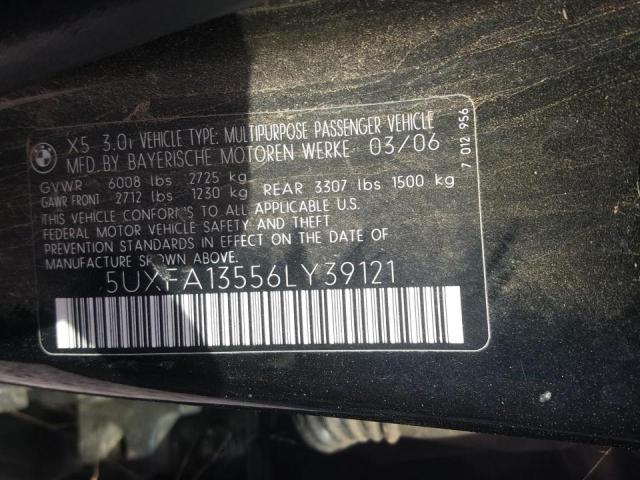 BMW
X5 3.0i VEHICLE TYPE: MULTIPURPOSE PASSENGER VEHICLE
MFD BY BAYERISCHE MOTOREN WERKE 03/06
GVWR 6008 lbs 2725 kg
GAWR FRONT 2712 lbs 1230 kg REAR 3307 lbs 1500 kg
THIS VEHICLE CONFORMS TO ALL APPLICABLE U.S.
FEDERAL MOTOR VEHICLE SAFETY AND THEFT
PREVENTION STANDARDS IN EFFECT ON THE DATE OF
MANUFACTURE SHOWN ABOVE.
5UXFA13556LY39121
7 012 956